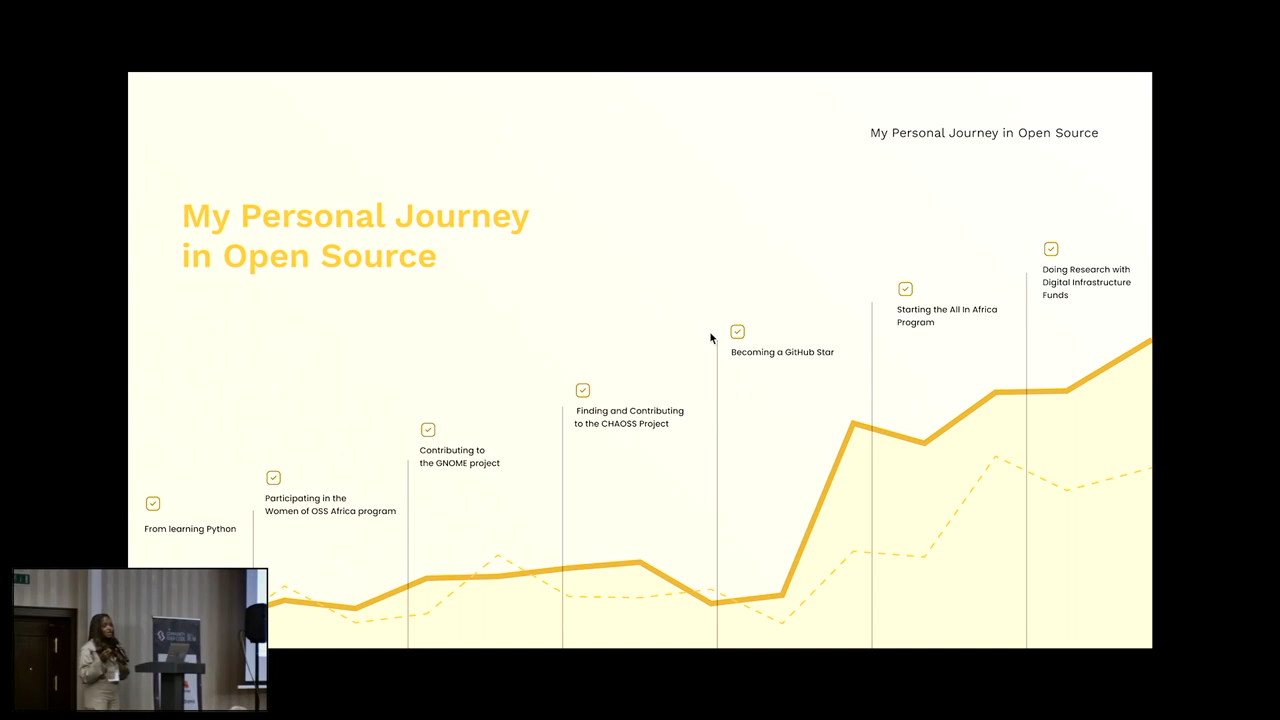 My Personal Journey in Open Source
My Personal Journey
in Open Source
From learning Python
Participating in the
Women of OSS Africa program
Contributing to
the GNOME project
Finding and Contributing
to the CHAOSS Project
Becoming a GitHub Star
Starting the All In Africa
Program
Doing Research with
Digital Infrastructure
Funds